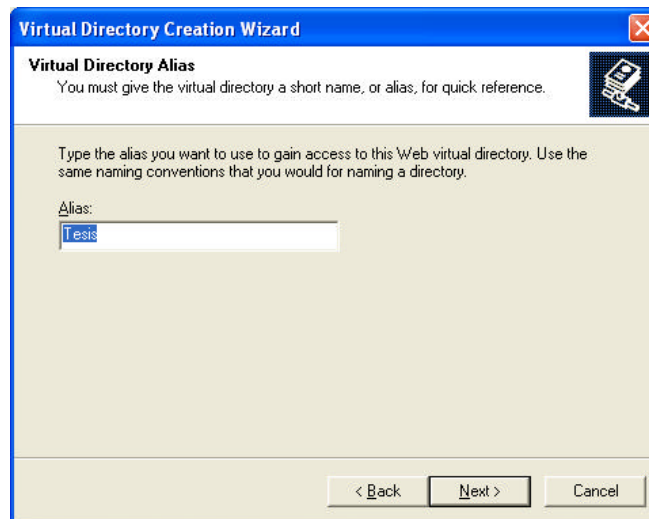 Virtual Directory Creation Wizard
Virtual Directory Alias
You must give the virtual directory a short name, or alias, for quick reference.
Type the alias you want to use to gain access to this Web virtual directory. Use the
same naming conventions that you would for naming a directory.
Alias:
Tesis
< Back Next > Cancel